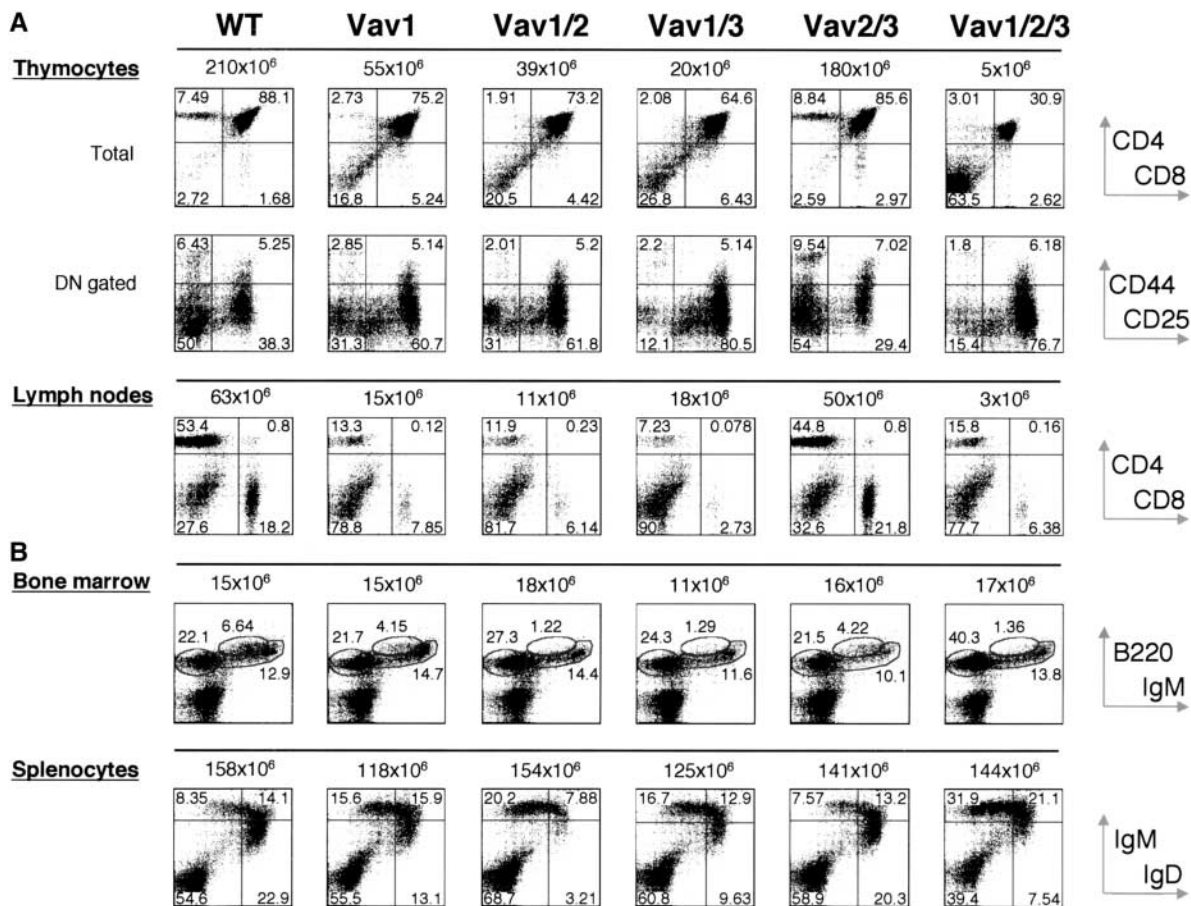 A
WT Vav1 Vav1/2 Vav1/3 Vav2/3 Vav1/2/3
Thymocytes 210x10⁶ 55x10⁶ 39x10⁶ 20x10⁶ 180x10⁶ 5x10⁶
7.49 88.1 2.73 75.2 1.91 73.2 2.08 64.6 8.84 85.6 3.01 30.9
Total
CD4
CD8
2.72 1.68 16.8 5.24 20.5 4.42 26.8 6.43 2.59 2.97 63.5 2.62
6.43 5.25 2.85 5.14 2.01 5.2 2.2 5.14 9.54 7.02 1.8 6.18
DN gated
CD44
CD25
50 38.3 31.3 60.7 31 61.8 12.1 80.5 54 29.4 15.4 76.7
Lymph nodes 63x10⁶ 15x10⁶ 11x10⁶ 18x10⁶ 50x10⁶ 3x10⁶
53.4 0.8 13.3 0.12 11.9 0.23 7.23 0.078 44.8 0.8 15.8 0.16
CD4
CD8
27.6 18.2 78.8 7.85 81.7 6.14 90 2.73 32.6 21.8 77.7 6.38
B
Bone marrow 15x10⁶ 15x10⁶ 18x10⁶ 11x10⁶ 16x10⁶ 17x10⁶
22.1 6.64 21.7 4.15 27.3 1.22 24.3 1.29 21.5 4.22 40.3 1.36
B220
IgM
12.9 14.7 14.4 11.6 10.1 13.8
Splenocytes 158x10⁶ 118x10⁶ 154x10⁶ 125x10⁶ 141x10⁶ 144x10⁶
8.35 14.1 15.6 15.9 20.2 7.88 16.7 12.9 7.57 13.2 31.9 21.1
IgM
IgD
54.6 22.9 55.5 13.1 68.7 3.21 60.8 9.63 58.9 20.3 39.4 7.54